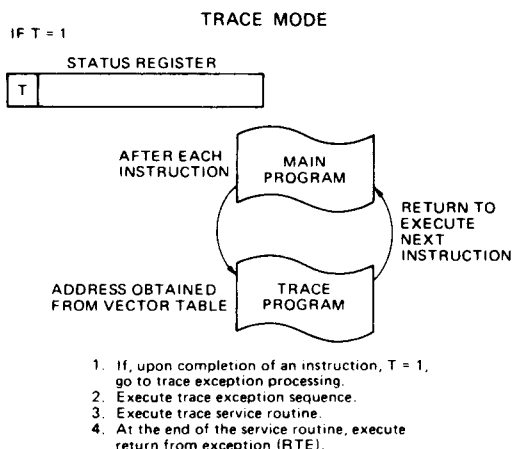 TRACE MODE
IF T = 1
STATUS REGISTER
T
AFTER EACH
INSTRUCTION
MAIN
PROGRAM
RETURN TO
EXECUTE
NEXT
INSTRUCTION
ADDRESS OBTAINED
FROM VECTOR TABLE
TRACE
PROGRAM
1. If, upon completion of an instruction, T = 1,
go to trace exception processing.
2. Execute trace exception sequence.
3. Execute trace service routine.
4. At the end of the service routine, execute
return from exception (RTE).